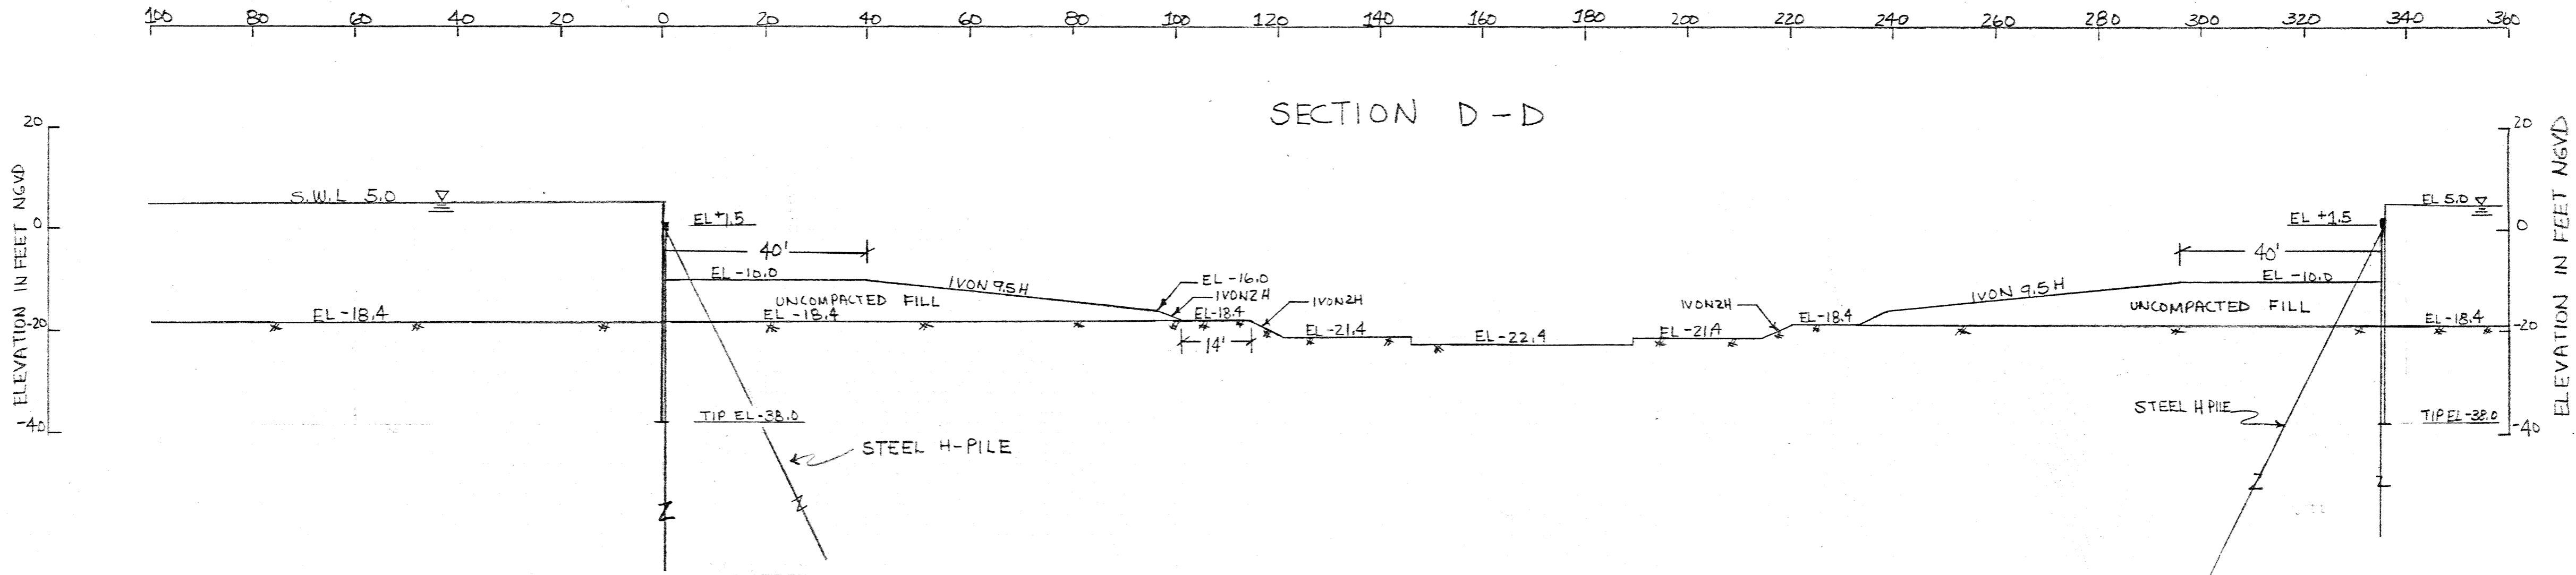 100 80 60 40 20 0 20 40 60 80 100 120 140 160 180 200 220 240 260 280 300 320 340 360
SECTION D-D
20
0
-20
-40
ELEVATION IN FEET NGVD
S.W.L 5.0
EL +1.5
40'
EL -10.0
1VON 9.5H
EL -16.0
1VON2H
1VON2H
UNCOMPACTED FILL
EL -18.4
EL -18.4
EL-18.4
14'
EL-21.4
EL-22.4
EL-21.4
1VON2H
EL-18.4
1VON 9.5H
40'
EL +1.5
EL -10.0
UNCOMPACTED FILL
EL 5.0
EL-18.4
TIP EL-38.0
STEEL H-PILE
STEEL H PILE
TIP EL-38.0
20
0
-20
-40
ELEVATION IN FEET NGVD